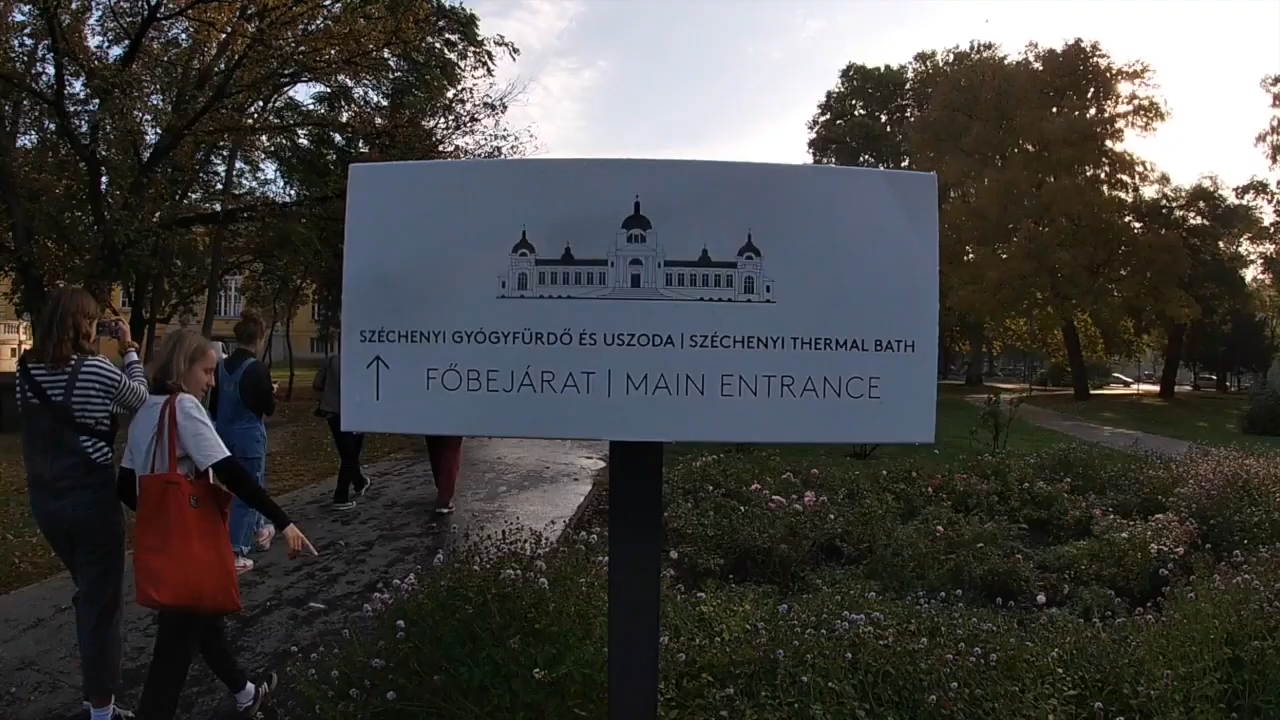 SZÉCHENYI GYÓGYFÜRDŐ ÉS USZODA | SZÉCHENYI THERMAL BATH
↑ FŐBEJÁRAT | MAIN ENTRANCE